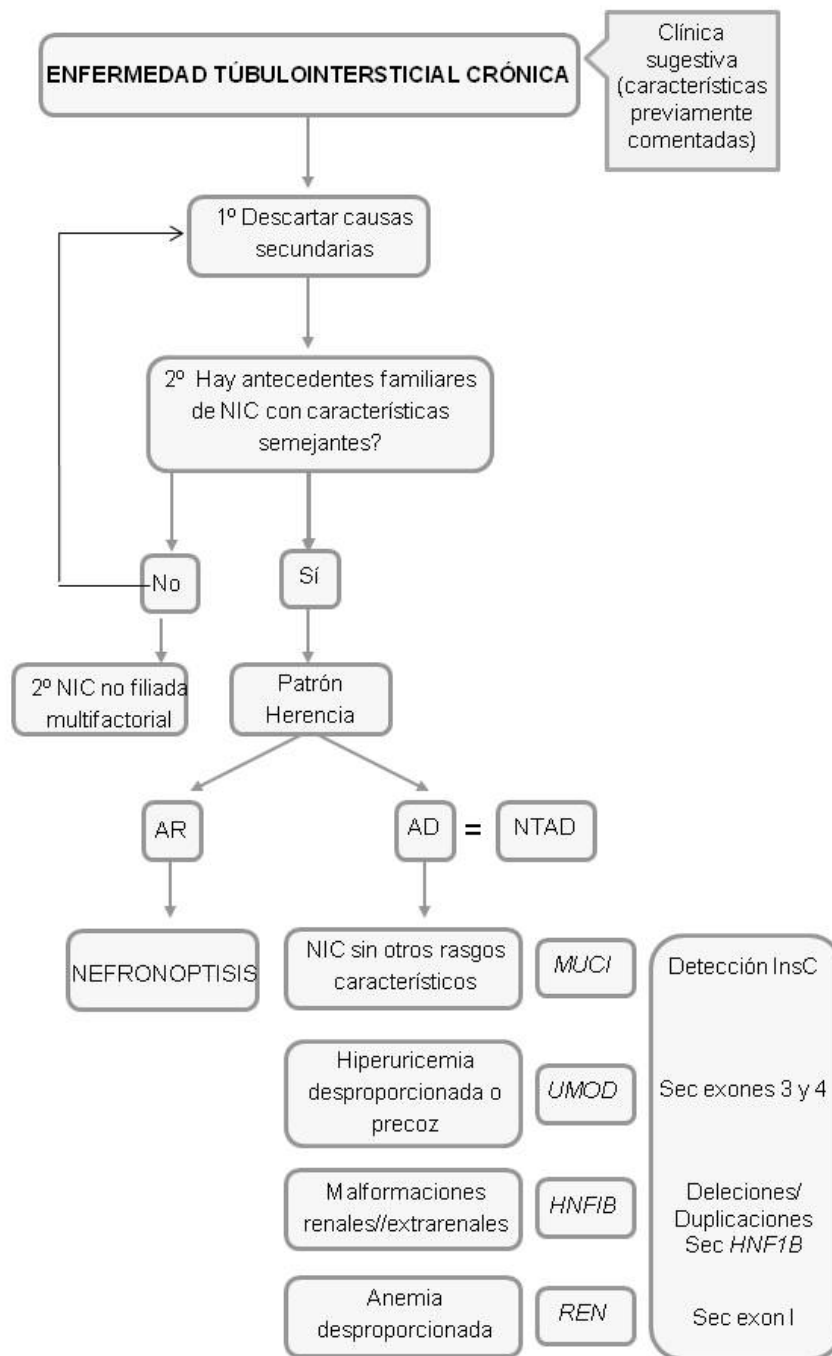 ENFERMEDAD TÚBULOINTERSTICIAL CRÓNICA
Clínica
sugestiva
(características
previamente
comentadas)
1º Descartar causas
secundarias
2º Hay antecedentes familiares
de NIC con características
semejantes?
No
Sí
2º NIC no filiada
multifactorial
Patrón
Herencia
AR
AD = NTAD
NEFRONOPTISIS
NIC sin otros rasgos
característicos
MUCI
Detección InsC
Hiperuricemia
desproporcionada o
precoz
UMOD
Sec exones 3 y 4
Malformaciones
renales//extrarenales
HNFIB
Deleciones/
Duplicaciones
Sec HNF1B
Anemia
desproporcionada
REN
Sec exon I